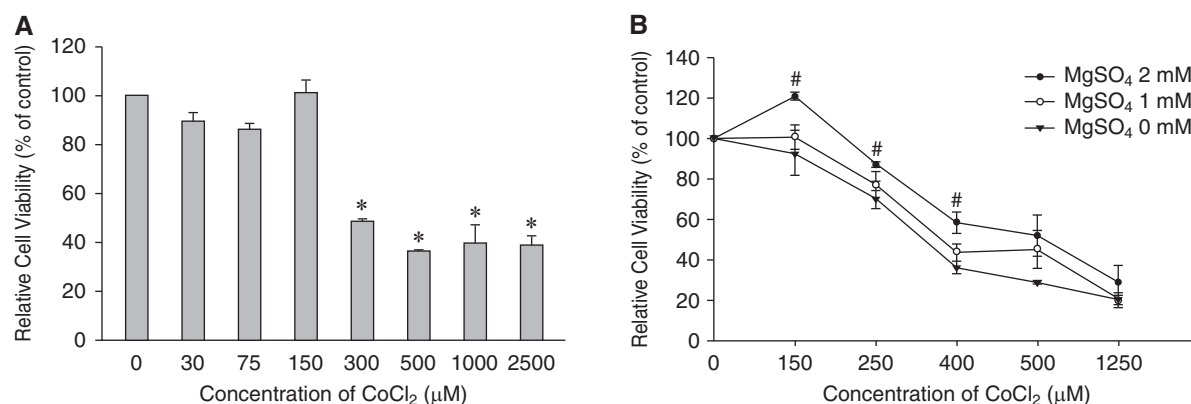 A
Relative Cell Viability (% of control)
120
100
80
60
40
20
0
* * * *
0 30 75 150 300 500 1000 2500
Concentration of CoCl₂ (μM)
B
Relative Cell Viability (% of control)
140
120
100
80
60
40
20
0
# # #
MgSO₄ 2 mM
MgSO₄ 1 mM
MgSO₄ 0 mM
0 150 250 400 500 1250
Concentration of CoCl₂ (μM)